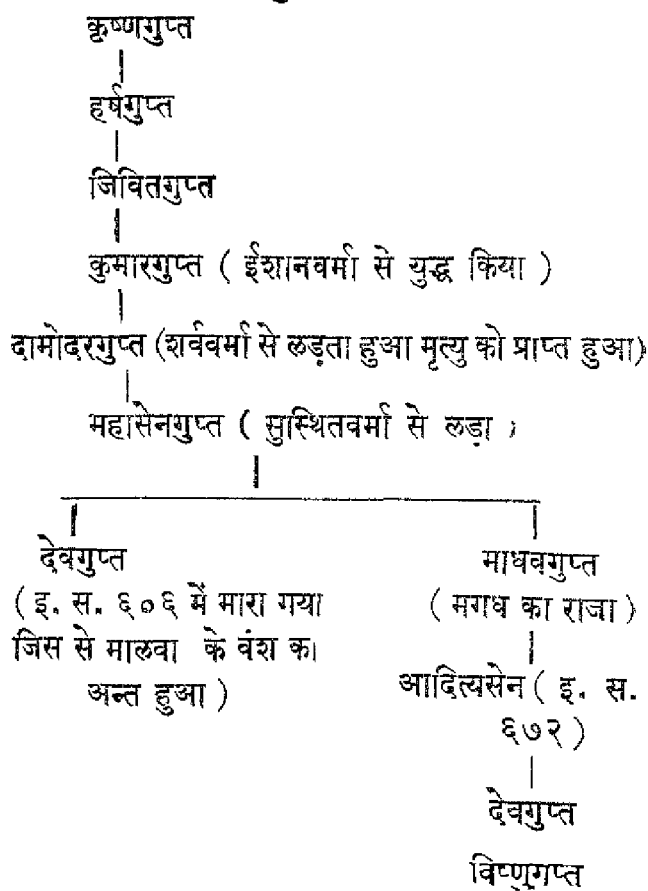 कृष्णगुप्त
हर्षगुप्त
जिवितगुप्त
कुमारगुप्त ( ईशानवर्मा से युद्ध किया )
दामोदरगुप्त (शर्ववर्मा से लड़ता हुआ मृत्यु को प्राप्त हुआ)
महासेनगुप्त ( सुस्थितवर्मा से लडा )
देवगुप्त
( इ. स. ६०६ में मारा गया
जिस से मालवा के वंश का
अन्त हुआ )
माधवगुप्त
( मगध का राजा )
आदित्यसेन ( इ. स.
६७२ )
देवगुप्त
विष्णुगुप्त